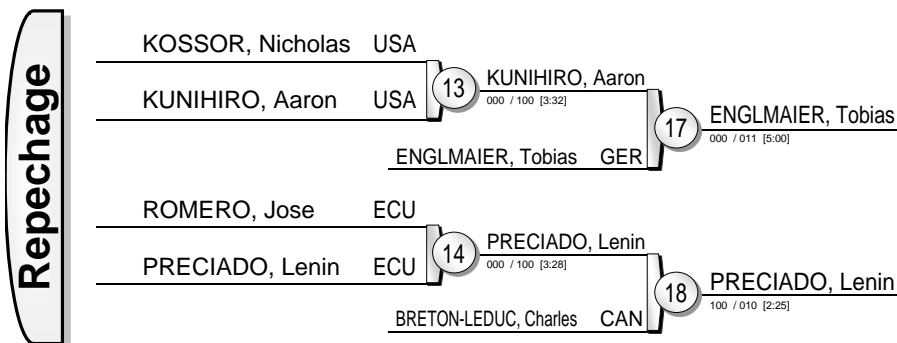 Repechage
KOSSOR, Nicholas USA
KUNIHIRO, Aaron USA
13
KUNIHIRO, Aaron
000 / 100 [3:32]
ENGLMAIER, Tobias GER
17
ENGLMAIER, Tobias
000 / 011 [5:00]
ROMERO, Jose ECU
PRECIADO, Lenin ECU
14
PRECIADO, Lenin
000 / 100 [3:28]
BRETON-LEDUC, Charles CAN
18
PRECIADO, Lenin
100 / 010 [2:25]